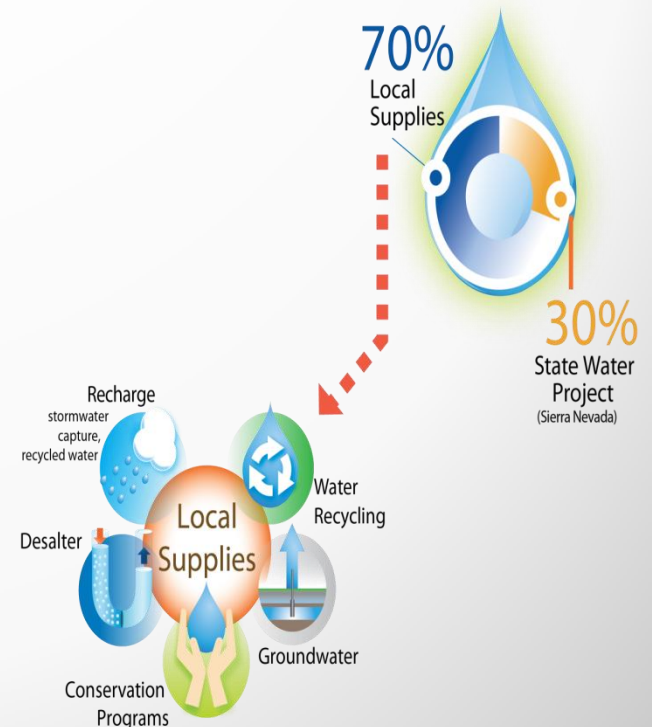 70%
Local
Supplies
30%
State Water
Project
(Sierra Nevada)
Recharge
stormwater
capture,
recycled water
Water
Recycling
Desalter
Local
Supplies
Groundwater
Conservation
Programs